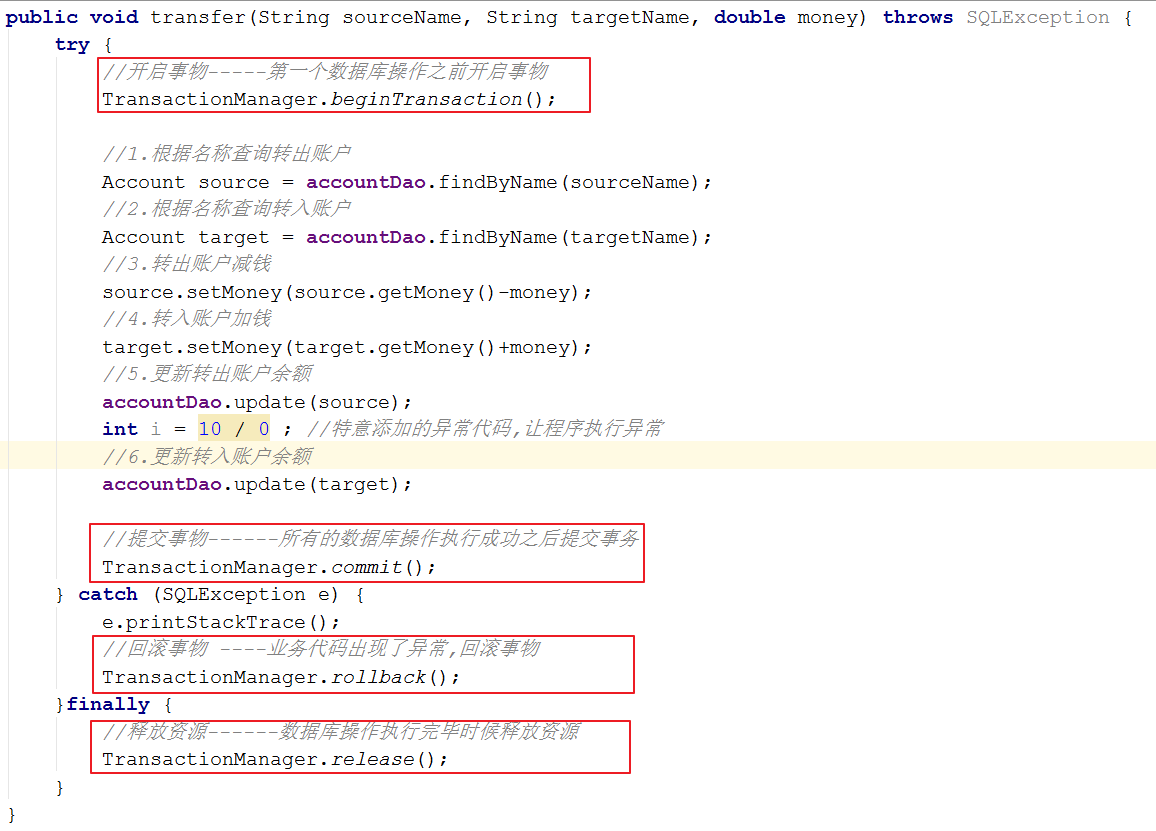 public void transfer(String sourceName, String targetName, double money) throws SQLException {
try {
//开启事物-----第一个数据库操作之前开启事物
TransactionManager.beginTransaction();
//1.根据名称查询转出账户
Account source = accountDao.findByName(sourceName);
//2.根据名称查询转入账户
Account target = accountDao.findByName(targetName);
//3.转出账户减钱
source.setMoney(source.getMoney()-money);
//4.转入账户加钱
target.setMoney(target.getMoney()+money);
//5.更新转出账户余额
accountDao.update(source);
int i = 10 / 0 ; //特意添加的异常代码,让程序执行异常
//6.更新转入账户余额
accountDao.update(target);
//提交事物------所有的数据库操作执行成功之后提交事务
TransactionManager.commit();
} catch (SQLException e) {
e.printStackTrace();
//回滚事物 ----业务代码出现了异常,回滚事物
TransactionManager.rollback();
}finally {
//释放资源------数据库操作执行完毕时候释放资源
TransactionManager.release();
}
}